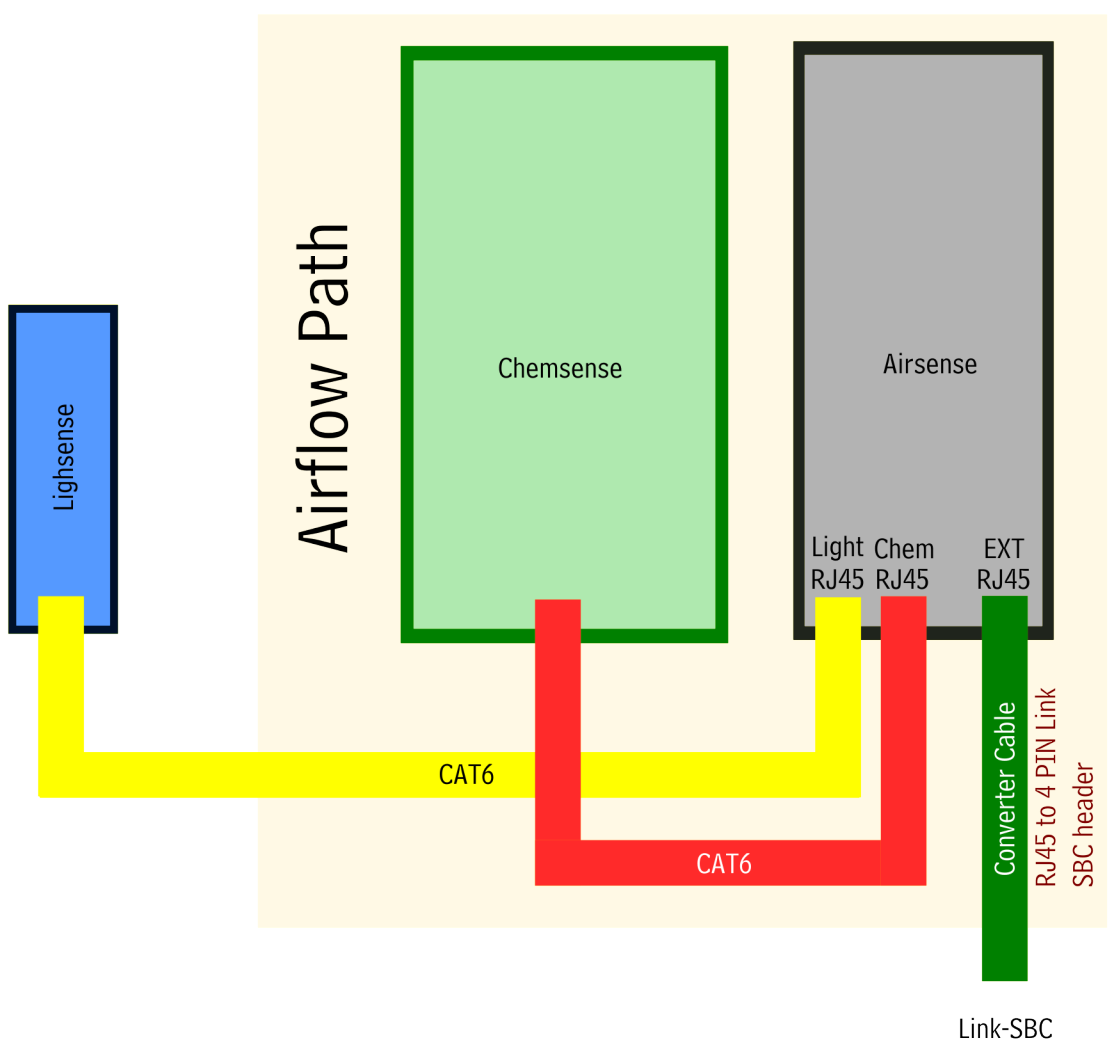 Airflow Path
Chemsense
Airsense
Lighsense
Light
RJ45
Chem
RJ45
EXT
RJ45
CAT6
CAT6
Converter Cable
RJ45 to 4 PIN Link
SBC header
Link-SBC